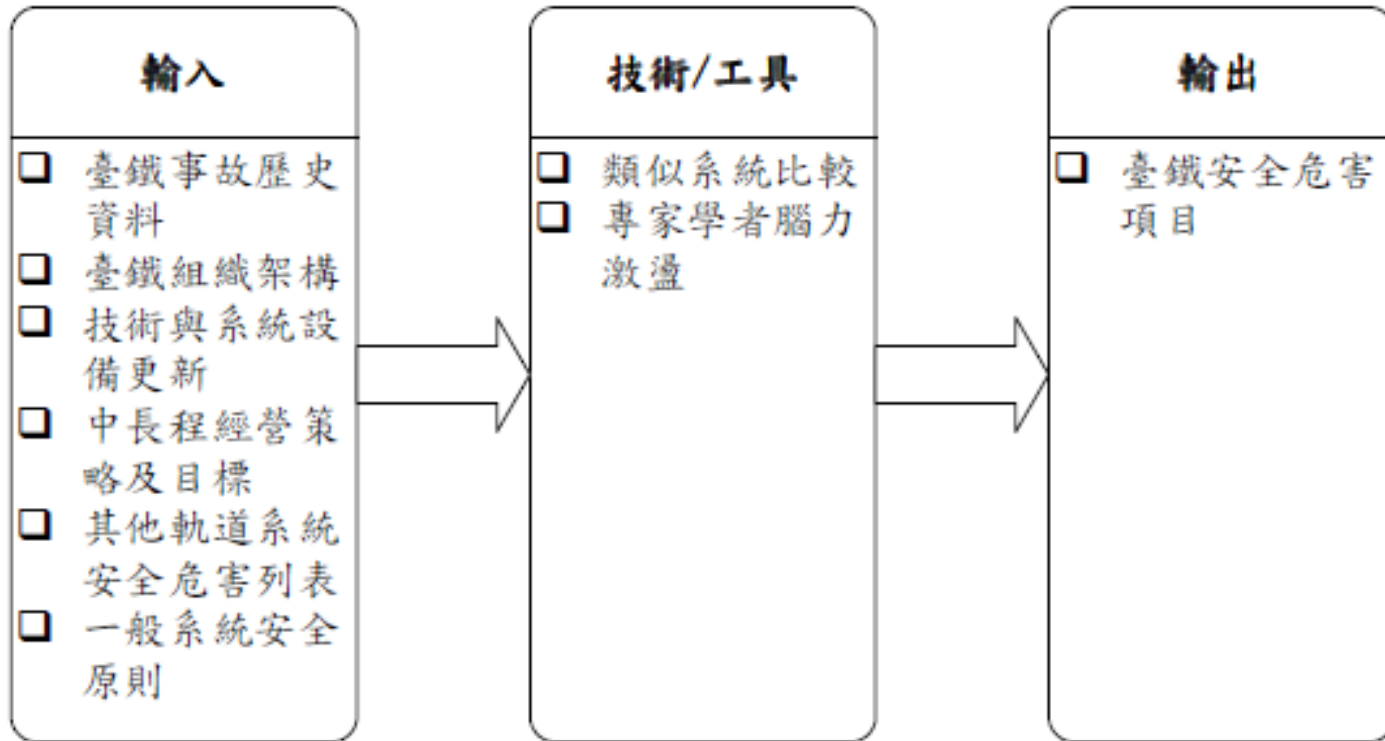 輸入
❑ 臺鐵事故歷史
資料
❑ 臺鐵組織架構
❑ 技術與系統設
備更新
❑ 中長程經營策
略及目標
❑ 其他軌道系統
安全危害列表
❑ 一般系統安全
原則
技術/工具
❑ 類似系統比較
❑ 專家學者腦力
激盪
輸出
❑ 臺鐵安全危害
項目